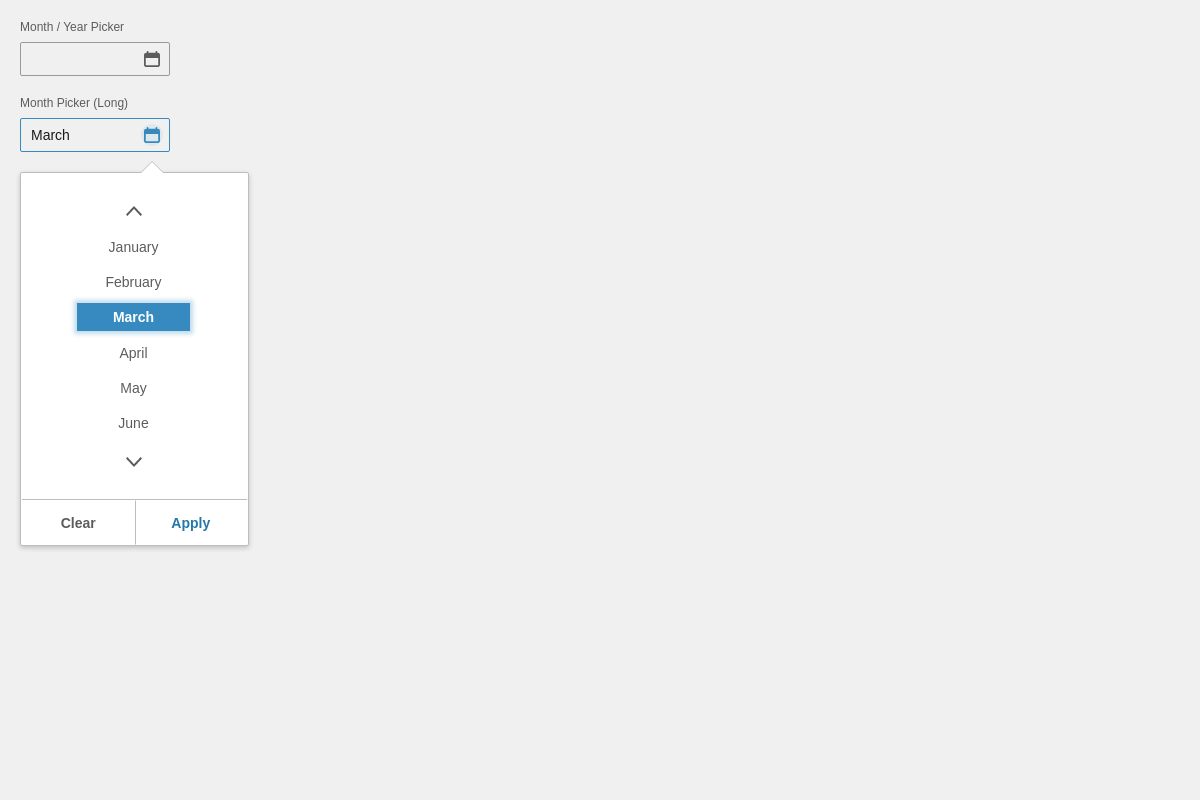 Month / Year Picker
Month Picker (Long)
March
January
February
March
April
May
June
Clear Apply